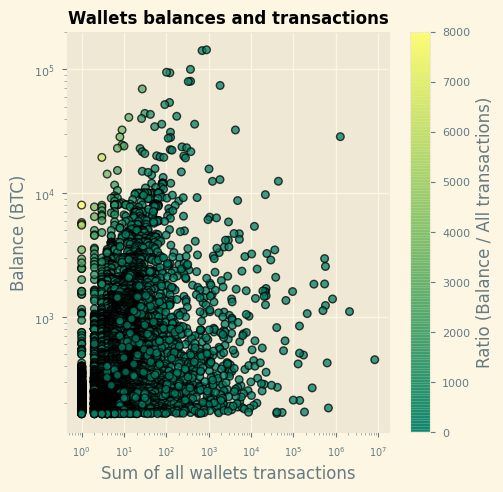 Wallets balances and transactions
Balance (BTC)
10⁵
10⁴
10³
10⁰ 10¹ 10² 10³ 10⁴ 10⁵ 10⁶ 10⁷
Sum of all wallets transactions
8000
7000
6000
5000
4000
3000
2000
1000
0
Ratio (Balance / All transactions)